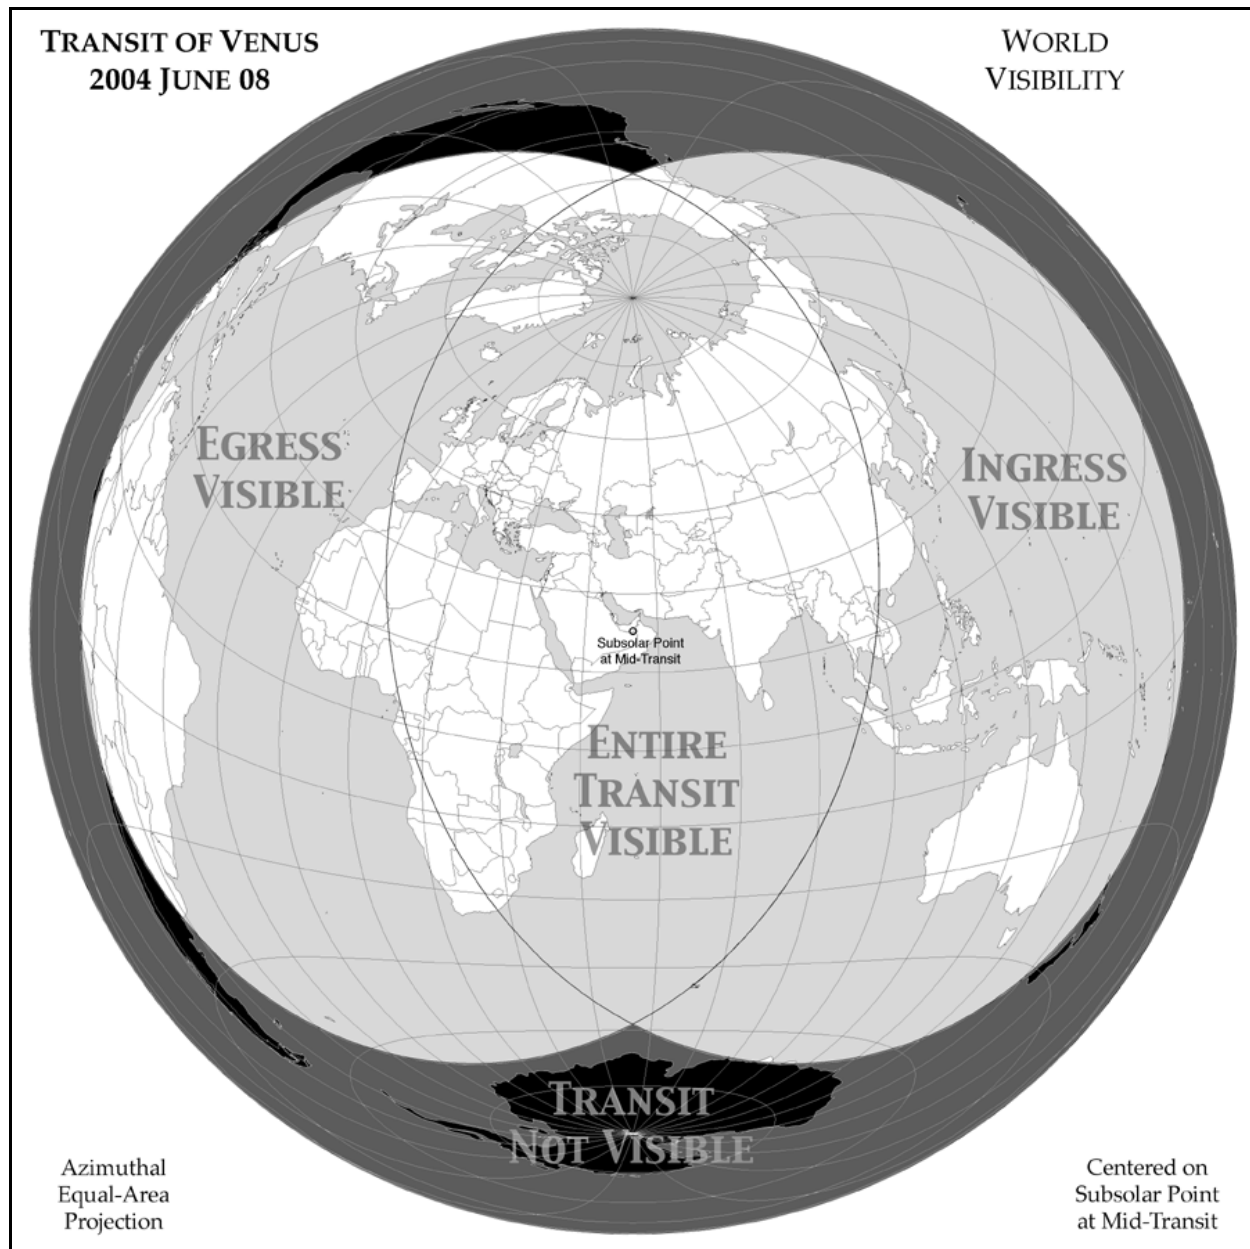 TRANSIT OF VENUS
2004 JUNE 08
WORLD
VISIBILITY
EGRESS
VISIBLE
INGRESS
VISIBLE
Subsolar Point
at Mid-Transit
ENTIRE
TRANSIT
VISIBLE
TRANSIT
NOT VISIBLE
Azimuthal
Equal-Area
Projection
Centered on
Subsolar Point
at Mid-Transit